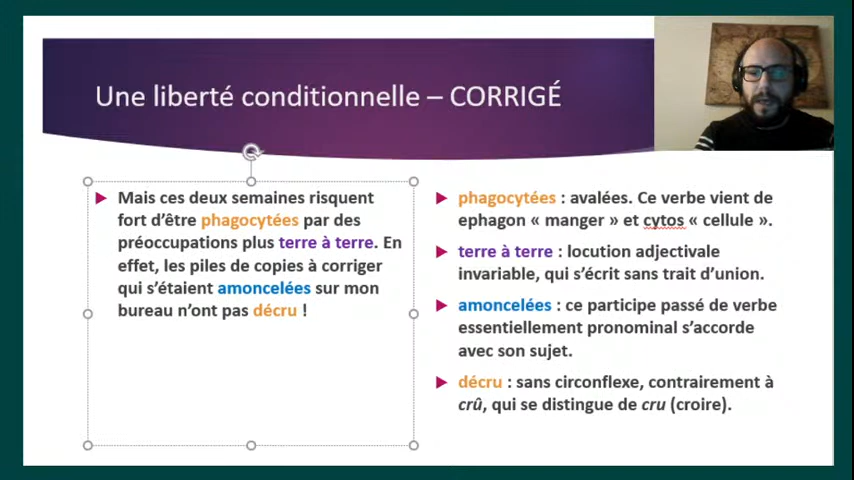 Une liberté conditionnelle – CORRIGÉ
Mais ces deux semaines risquent
fort d’être phagocytées par des
préoccupations plus terre à terre. En
effet, les piles de copies à corriger
qui s’étaient amoncelées sur mon
bureau n’ont pas décru !
phagocytées : avalées. Ce verbe vient de
ephagon « manger » et cytos « cellule ».
terre à terre : locution adjectivale
invariable, qui s’écrit sans trait d’union.
amoncelées : ce participe passé de verbe
essentiellement pronominal s’accorde
avec son sujet.
décru : sans circonflexe, contrairement à
crû, qui se distingue de cru (croire).